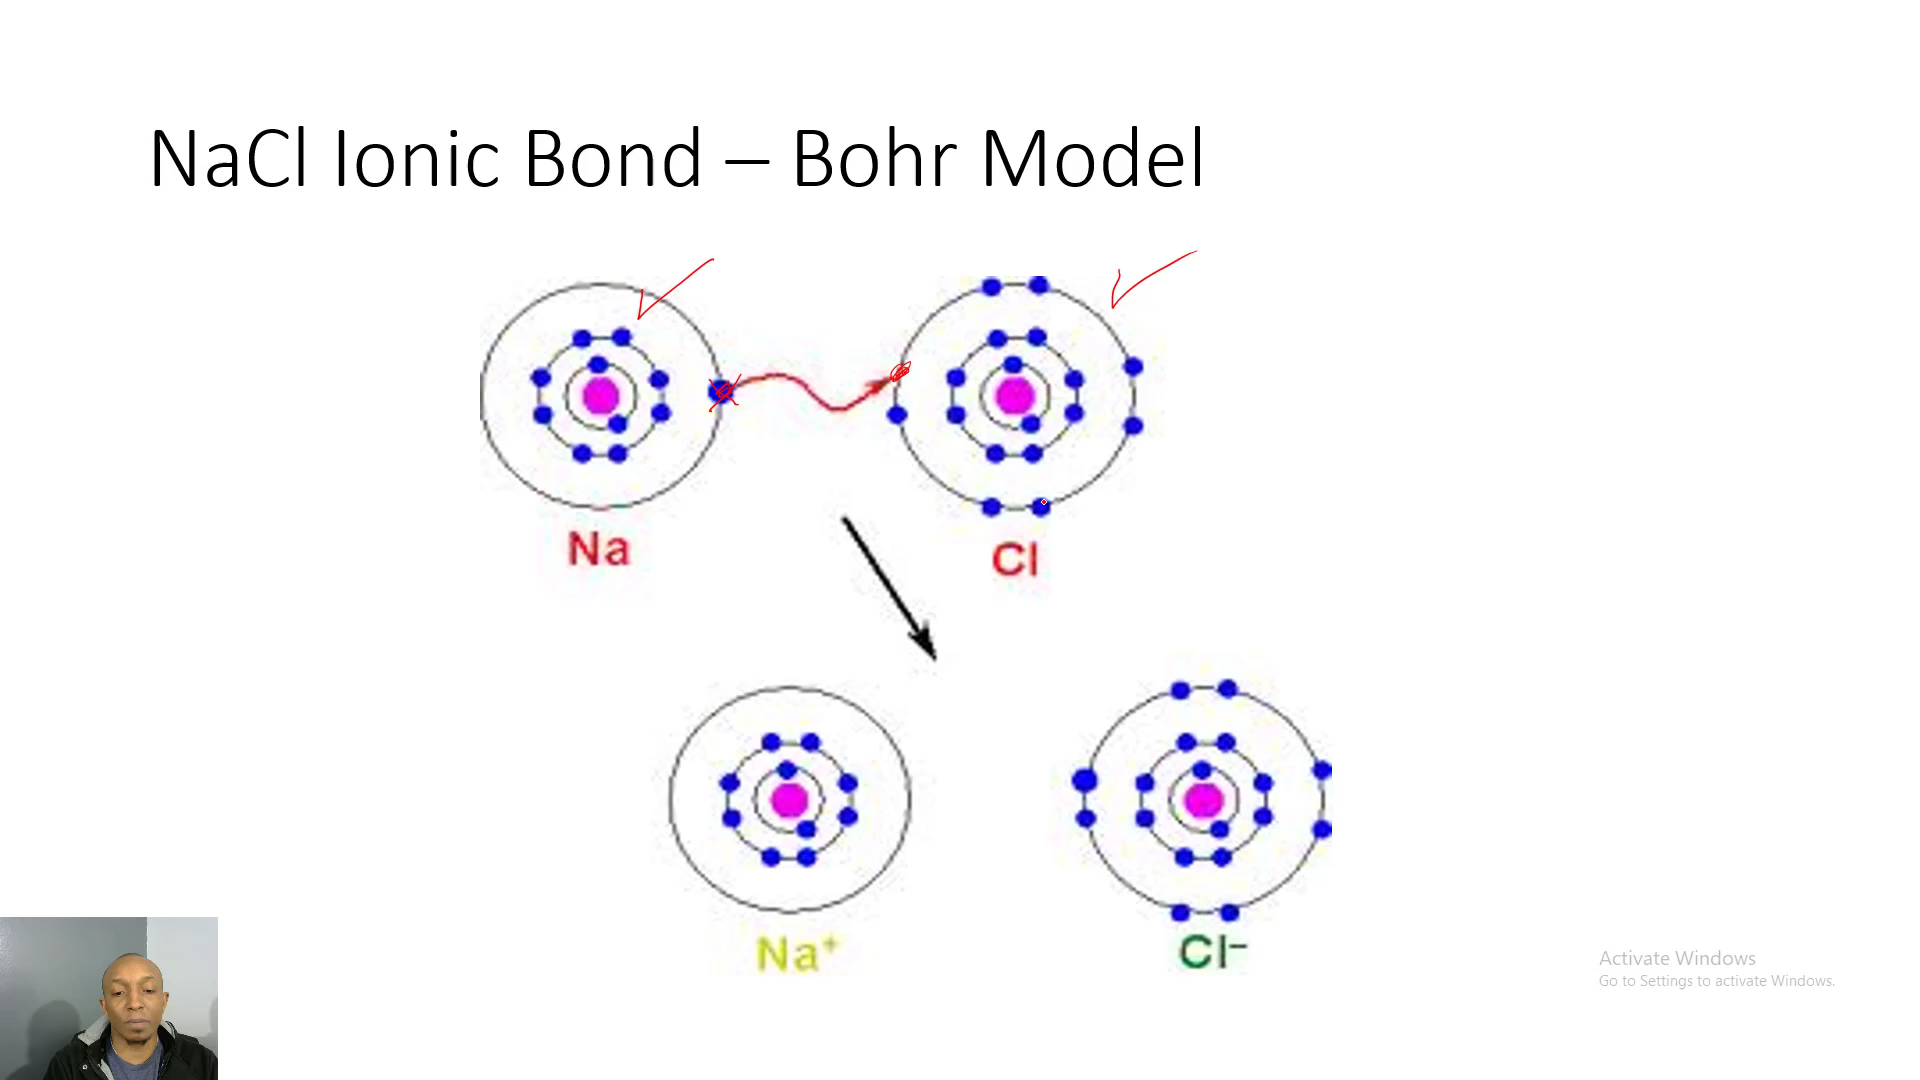 NaCl Ionic Bond – Bohr Model
Na
Cl
Na⁺
Cl⁻
Activate Windows
Go to Settings to activate Windows.